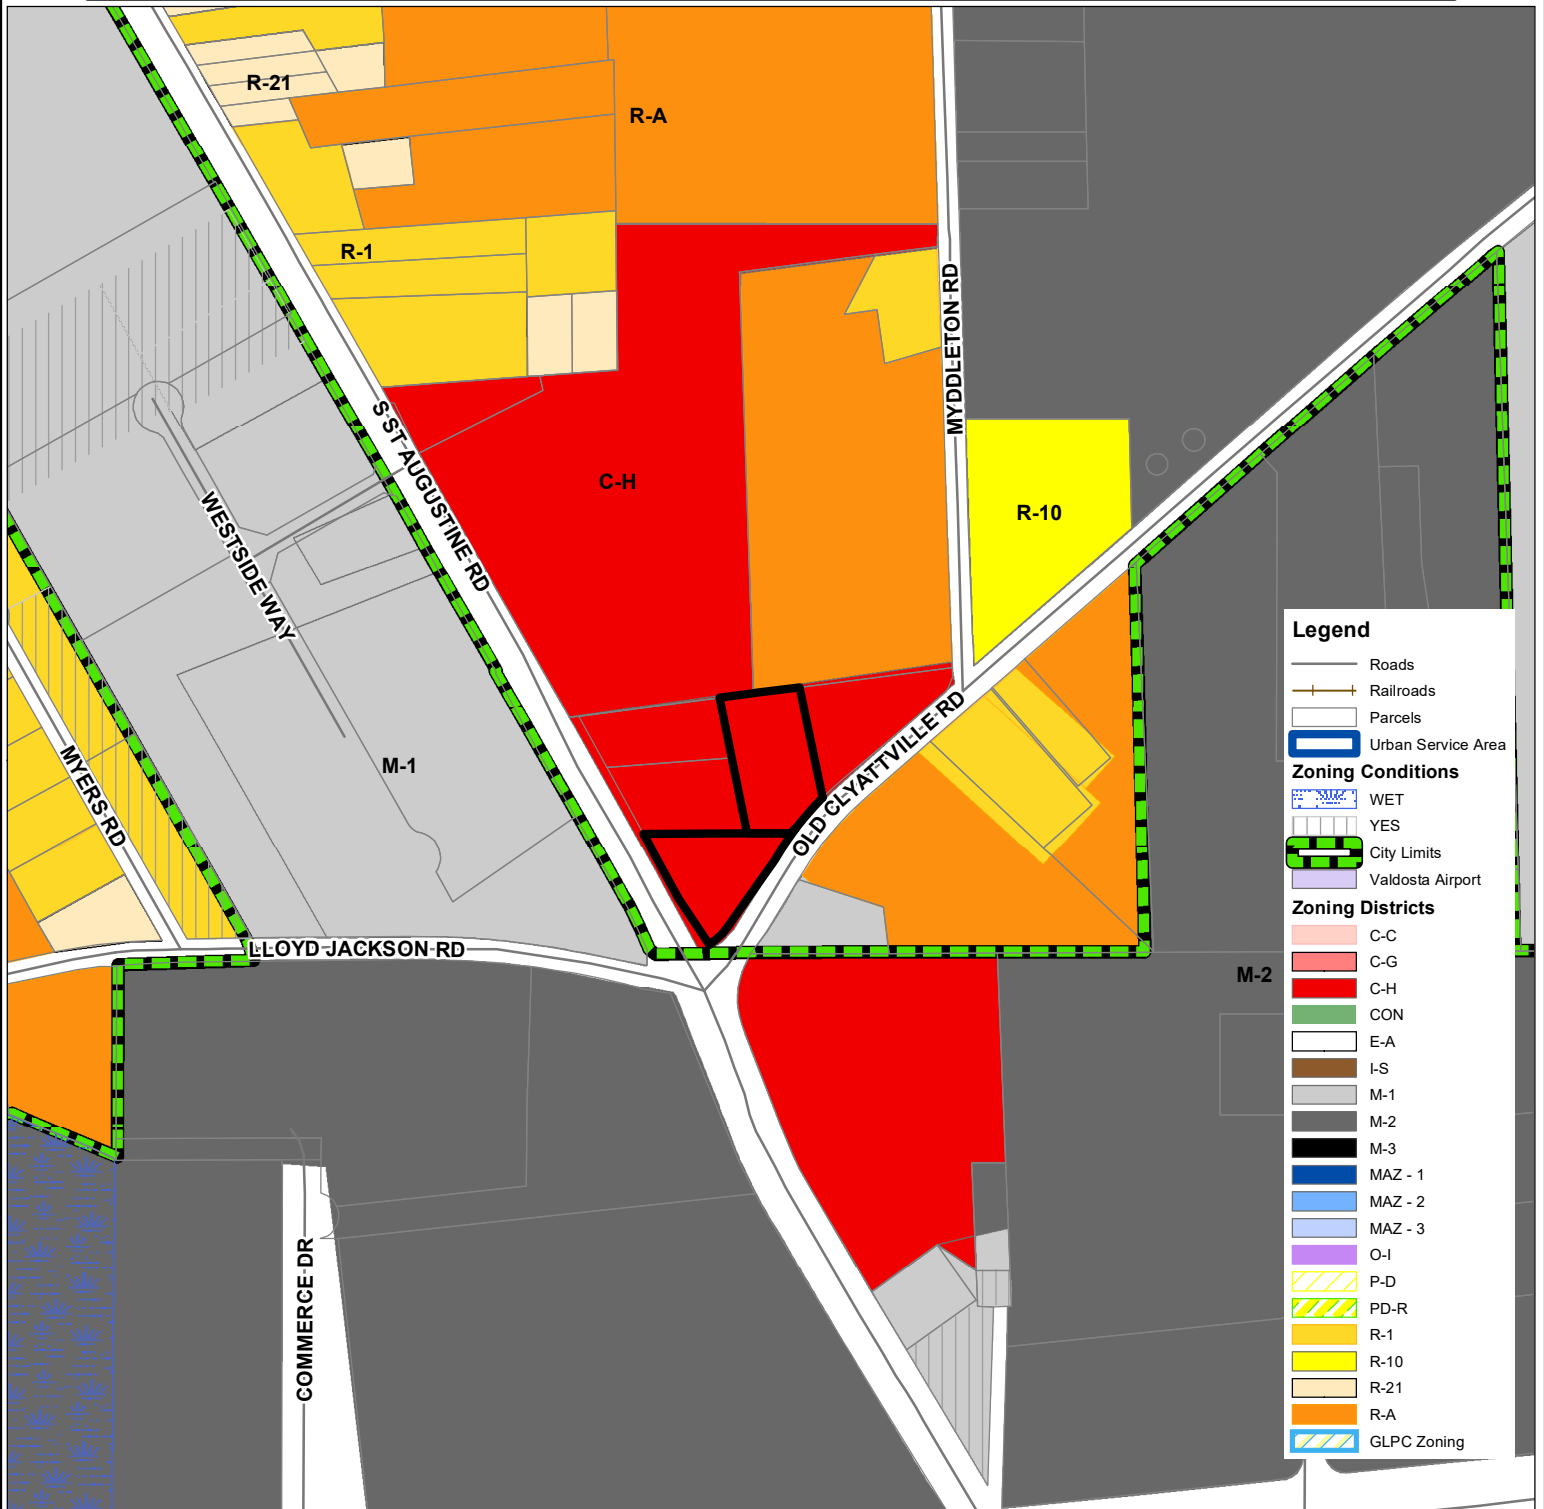 R-21
R-A
R-1
MYDDLETON RD
S ST AUGUSTINE RD
C-H
R-10
WESTSIDE WAY
MYERS RD
M-1
OLD CLYATTVILLE RD
LLOYD JACKSON RD
M-2
COMMERCE DR
Legend
Roads
Railroads
Parcels
Urban Service Area
Zoning Conditions
WET
YES
City Limits
Valdosta Airport
Zoning Districts
C-C
C-G
C-H
CON
E-A
I-S
M-1
M-2
M-3
MAZ - 1
MAZ - 2
MAZ - 3
O-I
P-D
PD-R
R-1
R-10
R-21
R-A
GLPC Zoning